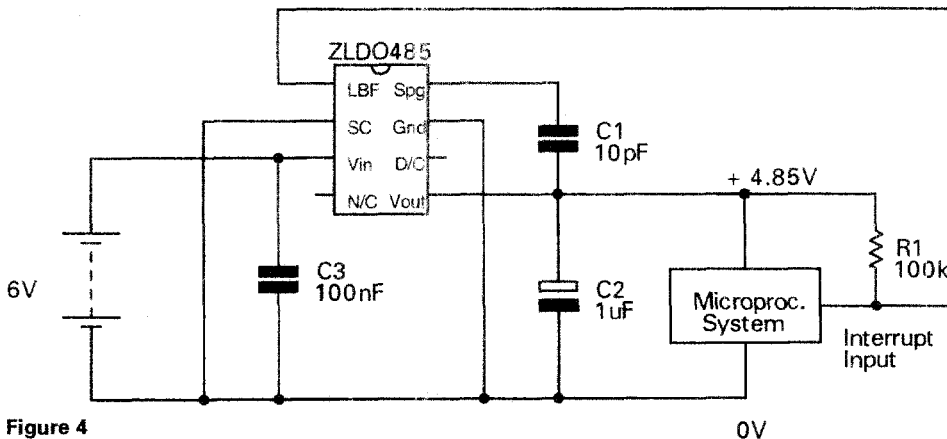 ZLDO485
LBF Spg
SC Gnd
Vin D/C
N/C Vout
C1
10pF
+ 4.85V
R1
100k
C3
100nF
C2
1uF
6V
Microproc.
System
Interrupt
Input
Figure 4
0V